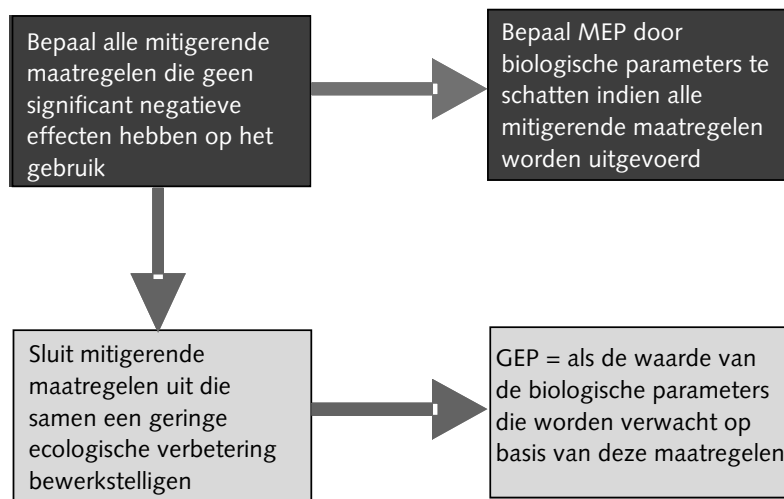 Bepaal alle mitigerende
maatregelen die geen
significant negatieve
effecten hebben op het
gebruik
Bepaal MEP door
biologische parameters te
schatten indien alle
mitigerende maatregelen
worden uitgevoerd
Sluit mitigerende
maatregelen uit die
samen een geringe
ecologische verbetering
bewerkstelligen
GEP = als de waarde van
de biologische parameters
die worden verwacht op
basis van deze maatregelen